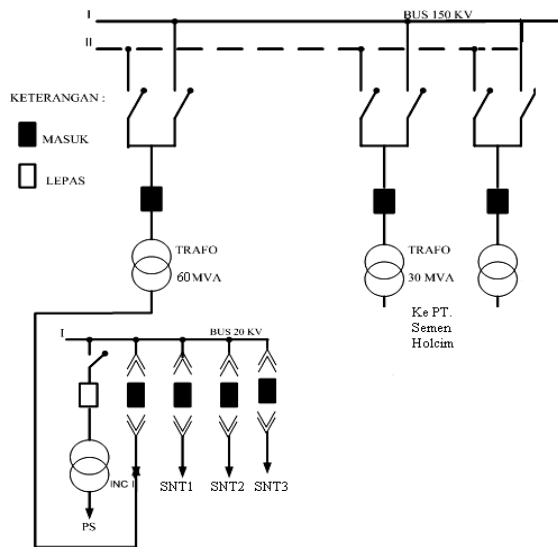 I
BUS 150 KV
II
KETERANGAN :
MASUK
LEPAS
TRAFO
60 MVA
TRAFO
30 MVA
Ke PT.
Semen
Holcim
I
BUS 20 KV
INC I
SNT1
SNT2
SNT3
PS